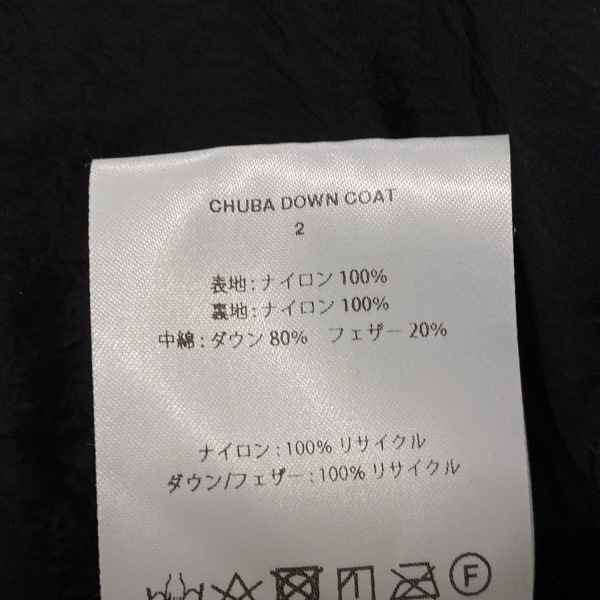 CHUBA DOWN COAT
2
表地:ナイロン 100%
裏地:ナイロン 100%
中綿:ダウン 80% フェザー 20%
ナイロン:100% リサイクル
ダウン/フェザー:100% リサイクル
F